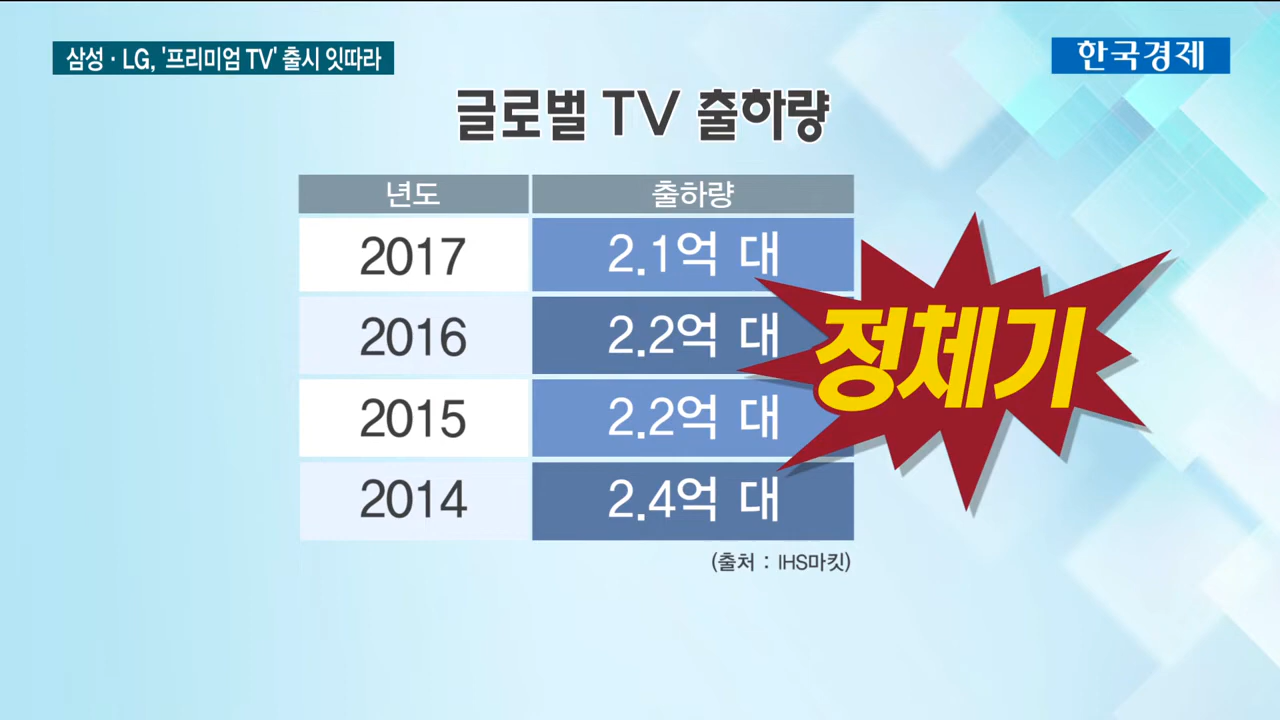 삼성·LG, '프리미엄 TV' 출시 잇따라
한국경제
글로벌 TV 출하량
년도 출하량
2017 2.1억 대
2016 2.2억 대
정체기
2015 2.2억 대
2014 2.4억 대
(출처 : IHS마킷)